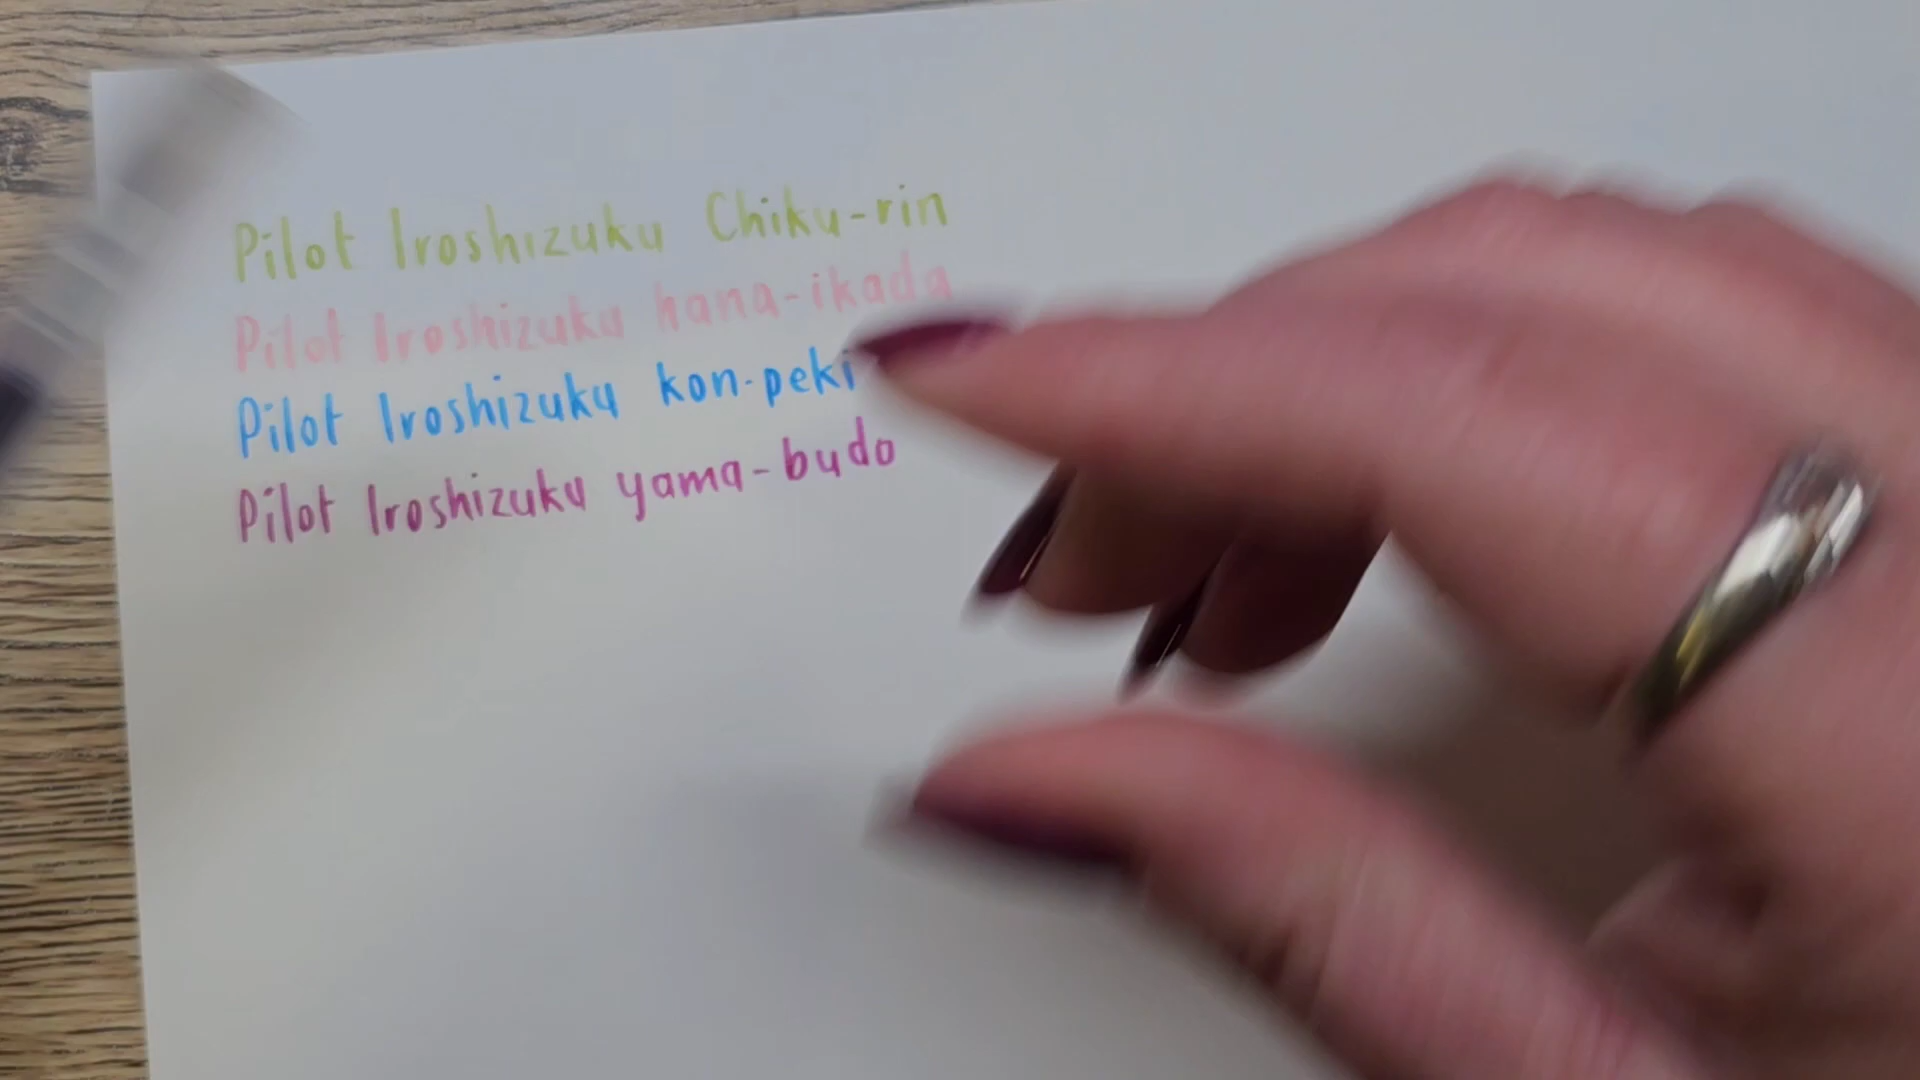 Pilot Iroshizuku Chiku-rin
Pilot Iroshizuku hana-ikada
Pilot Iroshizuku kon-peki
Pilot Iroshizuku yama-budo